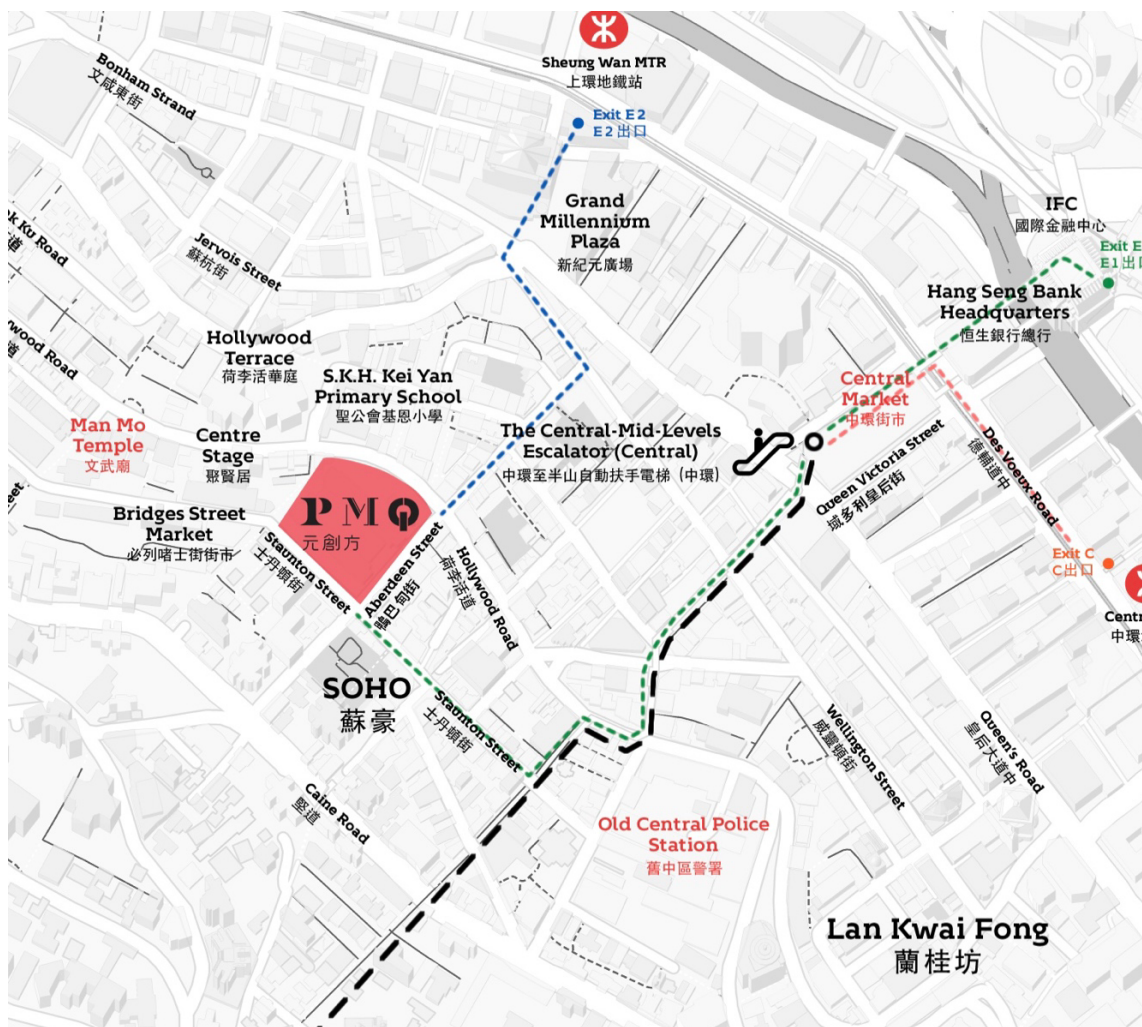 Sheung Wan MTR
上環地鐵站
Exit E2
E2出口
Bonham Strand
文咸東街
Grand
Millennium
Plaza
新紀元廣場
IFC
國際金融中心
Exit E
E1出口
Ku Road
Jervois Street
蘇杭街
Hang Seng Bank
Headquarters
恒生銀行總行
Hollywood
Terrace
荷李活華庭
S.K.H. Kei Yan
Primary School
聖公會基恩小學
Central
Market
中環街市
Man Mo
Temple
文武廟
Centre
Stage
聚賢居
The Central-Mid-Levels
Escalator (Central)
中環至半山自動扶手電梯 (中環)
Queen Victoria Street
域多利皇后街
Des Voeux Road
德輔道中
PMQ
元創方
Bridges Street
Market
必列啫士街街市
Staunton Street
士丹頓街
Aberdeen Street
鴨巴甸街
Hollywood Road
荷李活道
Exit C
C出口
Centr
中環
SOHO
蘇豪
Staunton Street
士丹頓街
Wellington Street
威靈頓街
Queen's Road
皇后大道中
Caine Road
堅道
Old Central Police
Station
舊中區警署
Lan Kwai Fong
蘭桂坊